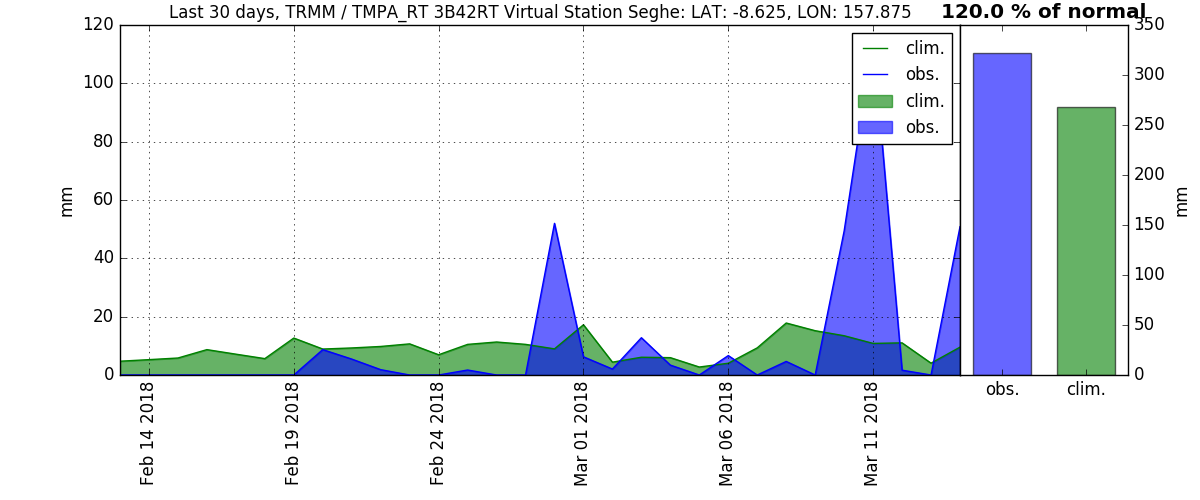 Last 30 days, TRMM / TMPA_RT 3B42RT Virtual Station Seghe: LAT: -8.625, LON: 157.875
120.0 % of normal
120
100
80
60
40
20
0
mm
clim.
obs.
clim.
obs.
350
300
250
200
150
100
50
0
mm
obs.
clim.
Feb 14 2018
Feb 19 2018
Feb 24 2018
Mar 01 2018
Mar 06 2018
Mar 11 2018